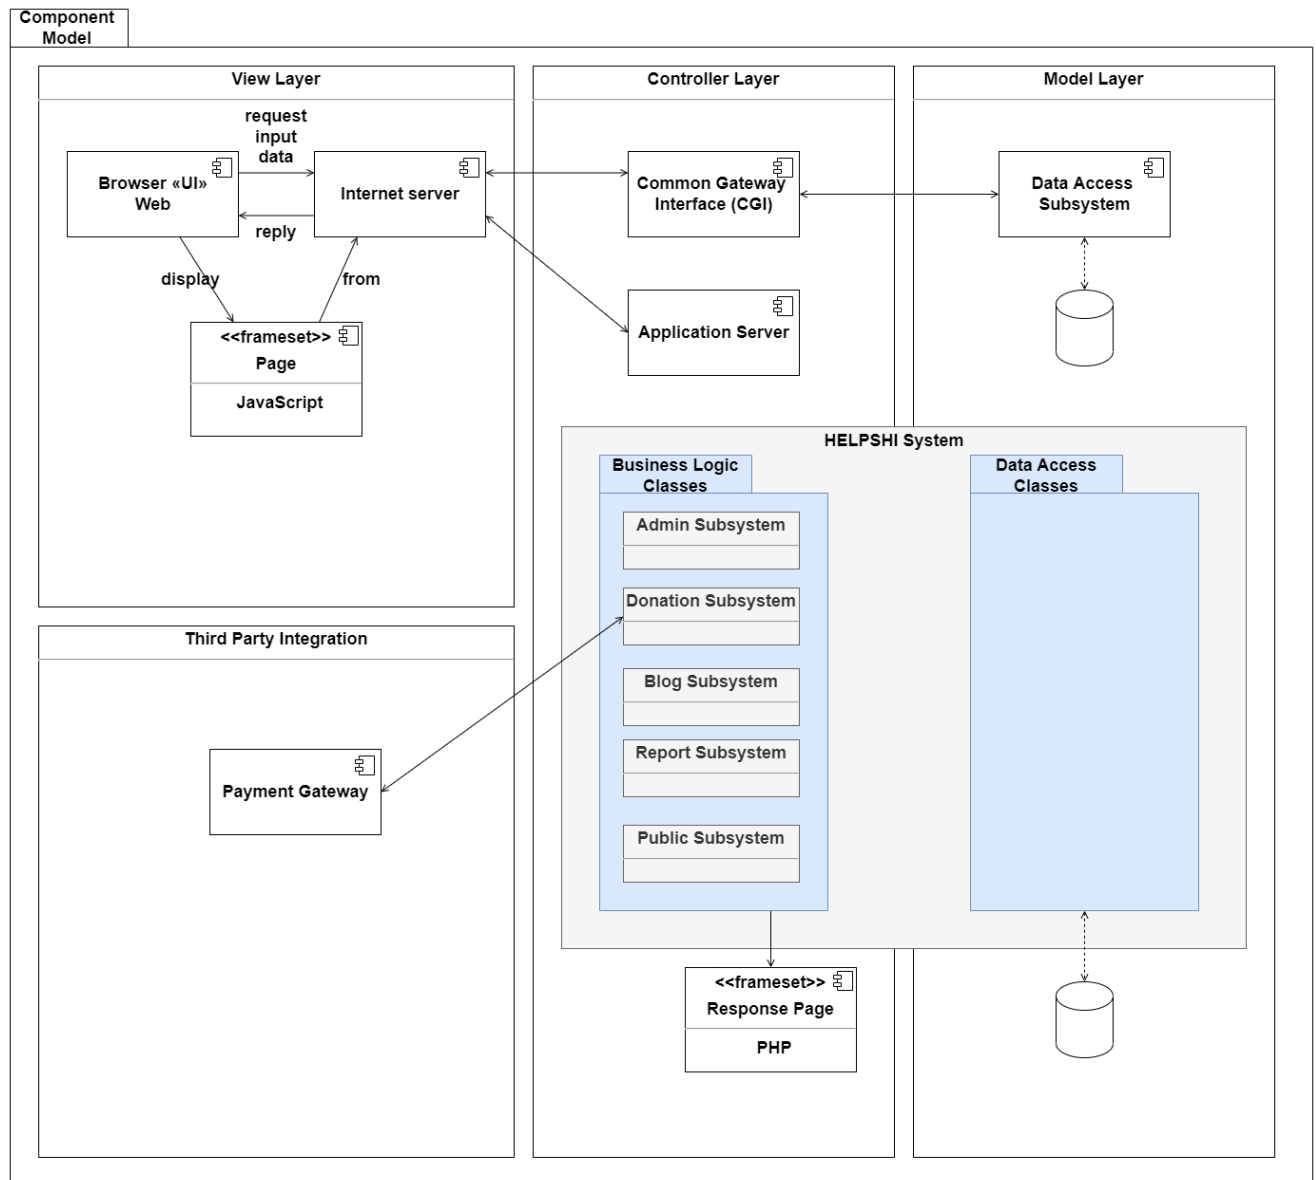 Component
Model
View Layer
request
input
data
Browser «UI»
Web
Internet server
reply
display
from
<<frameset>>
Page
JavaScript
Controller Layer
Common Gateway
Interface (CGI)
Application Server
Model Layer
Data Access
Subsystem
HELPSHI System
Business Logic
Classes
Admin Subsystem
Donation Subsystem
Blog Subsystem
Report Subsystem
Public Subsystem
Data Access
Classes
<<frameset>>
Response Page
PHP
Third Party Integration
Payment Gateway